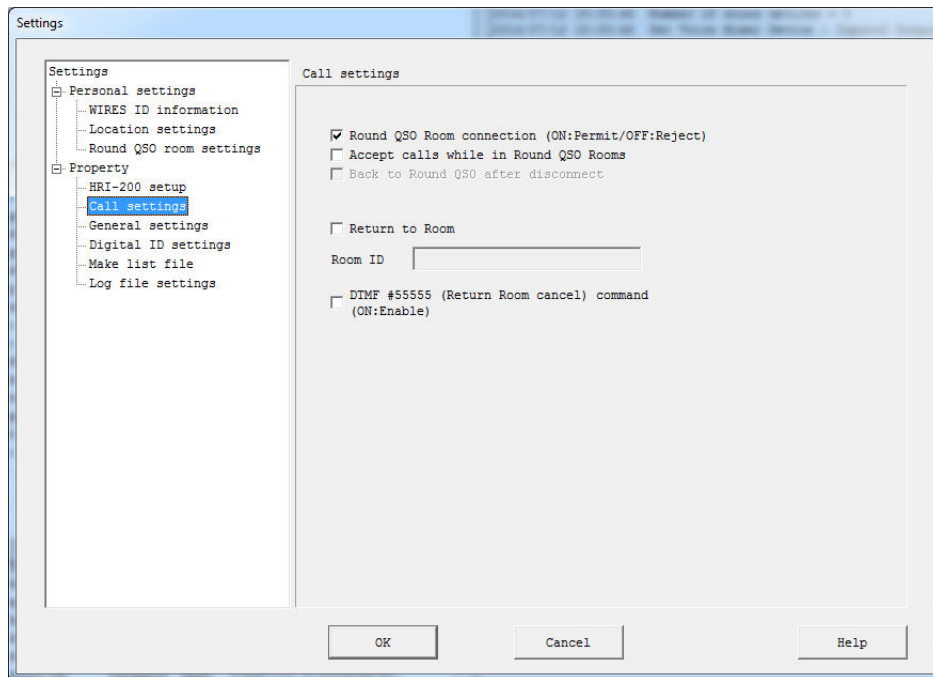 Settings
Settings
Personal settings
WIRES ID information
Location settings
Round QSO room settings
Property
HRI-200 setup
Call settings
General settings
Digital ID settings
Make list file
Log file settings
Call settings
Round QSO Room connection (ON:Permit/OFF:Reject)
Accept calls while in Round QSO Rooms
Back to Round QSO after disconnect
Return to Room
Room ID
DTMF #55555 (Return Room cancel) command
(ON:Enable)
OK
Cancel
Help